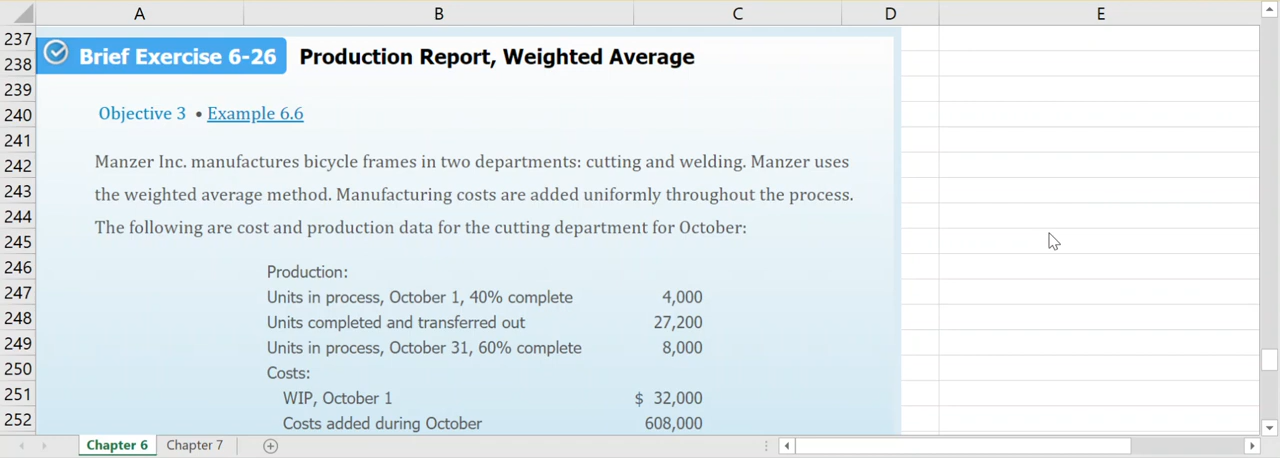 A B C D E
237
238 Brief Exercise 6-26 Production Report, Weighted Average
239
240 Objective 3 • Example 6.6
241
242 Manzer Inc. manufactures bicycle frames in two departments: cutting and welding. Manzer uses
243 the weighted average method. Manufacturing costs are added uniformly throughout the process.
244 The following are cost and production data for the cutting department for October:
245
246 Production:
247 Units in process, October 1, 40% complete 4,000
248 Units completed and transferred out 27,200
249 Units in process, October 31, 60% complete 8,000
250 Costs:
251 WIP, October 1 $ 32,000
252 Costs added during October 608,000
Chapter 6 Chapter 7